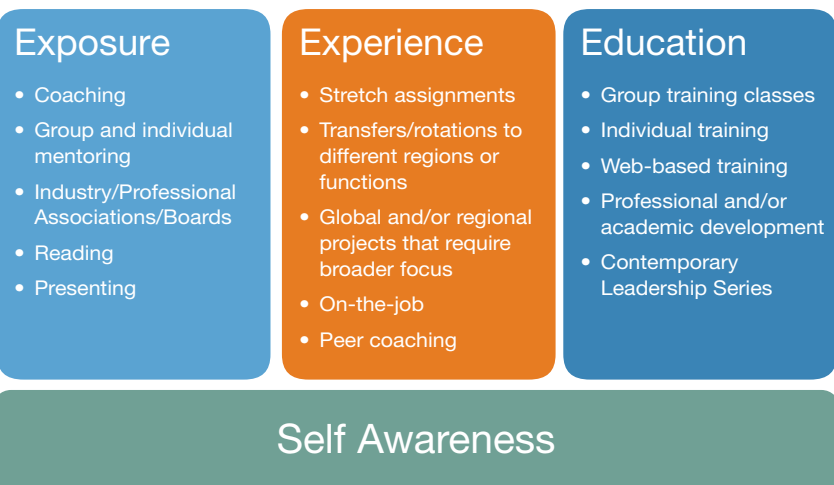 Exposure
• Coaching
• Group and individual
mentoring
• Industry/Professional
Associations/Boards
• Reading
• Presenting
Experience
• Stretch assignments
• Transfers/rotations to
different regions or
functions
• Global and/or regional
projects that require
broader focus
• On-the-job
• Peer coaching
Education
• Group training classes
• Individual training
• Web-based training
• Professional and/or
academic development
• Contemporary
Leadership Series
Self Awareness